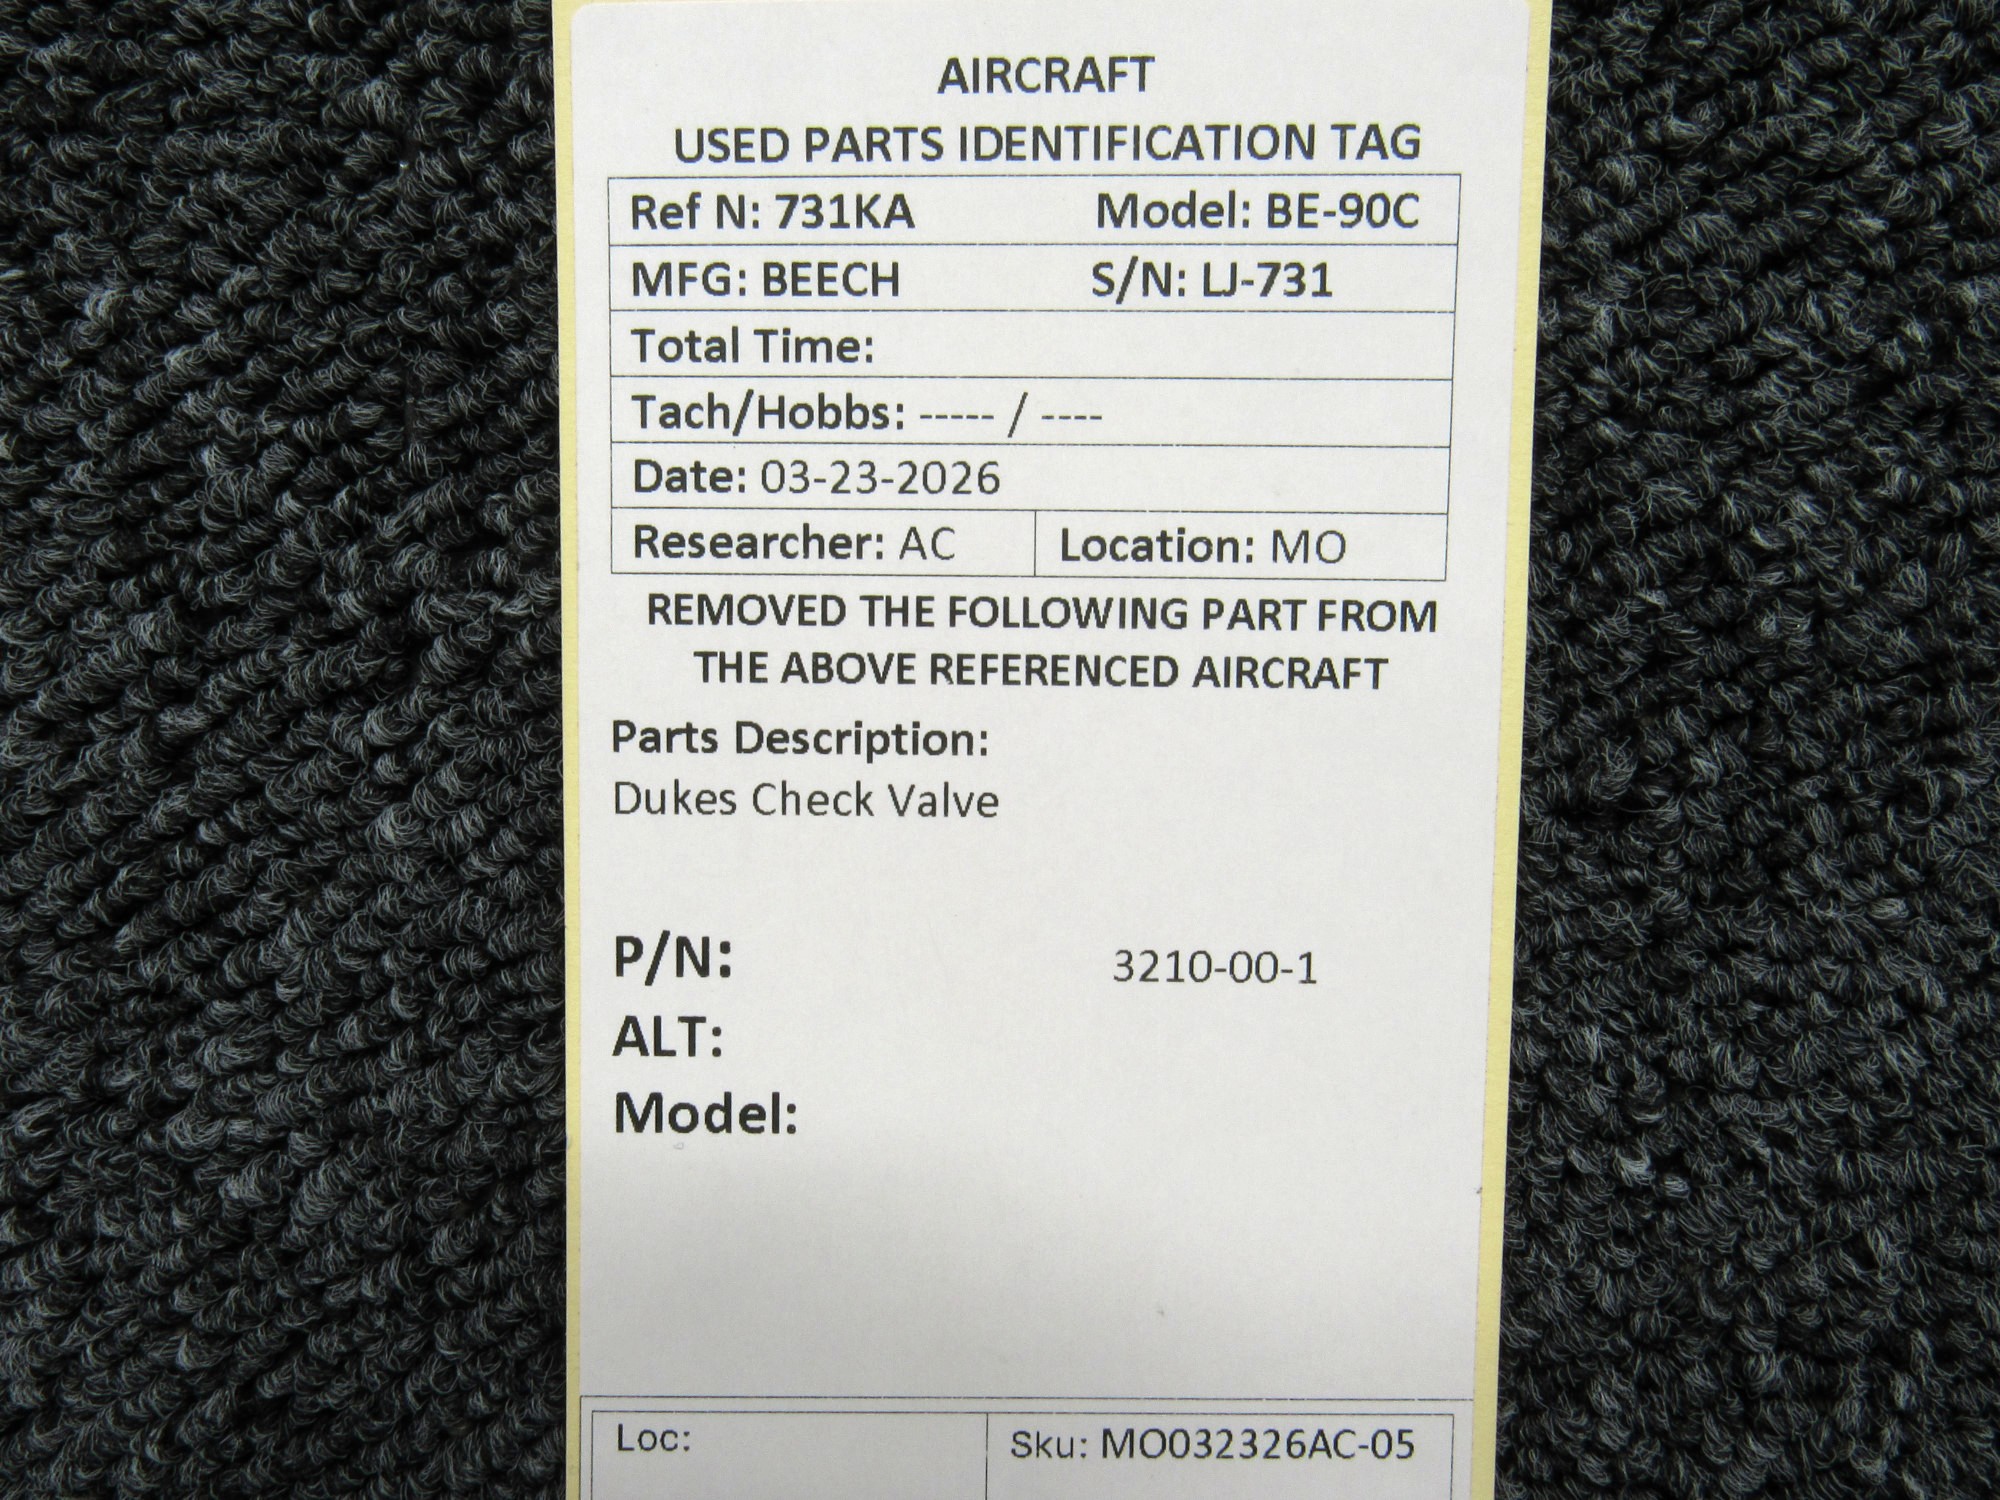 AIRCRAFT
USED PARTS IDENTIFICATION TAG
Ref N: 731KA Model: BE-90C
MFG: BEECH S/N: LJ-731
Total Time:
Tach/Hobbs: ----- / ----
Date: 03-23-2026
Researcher: AC Location: MO
REMOVED THE FOLLOWING PART FROM
THE ABOVE REFERENCED AIRCRAFT
Parts Description:
Dukes Check Valve
P/N: 3210-00-1
ALT:
Model:
Loc: Sku: MO032326AC-05